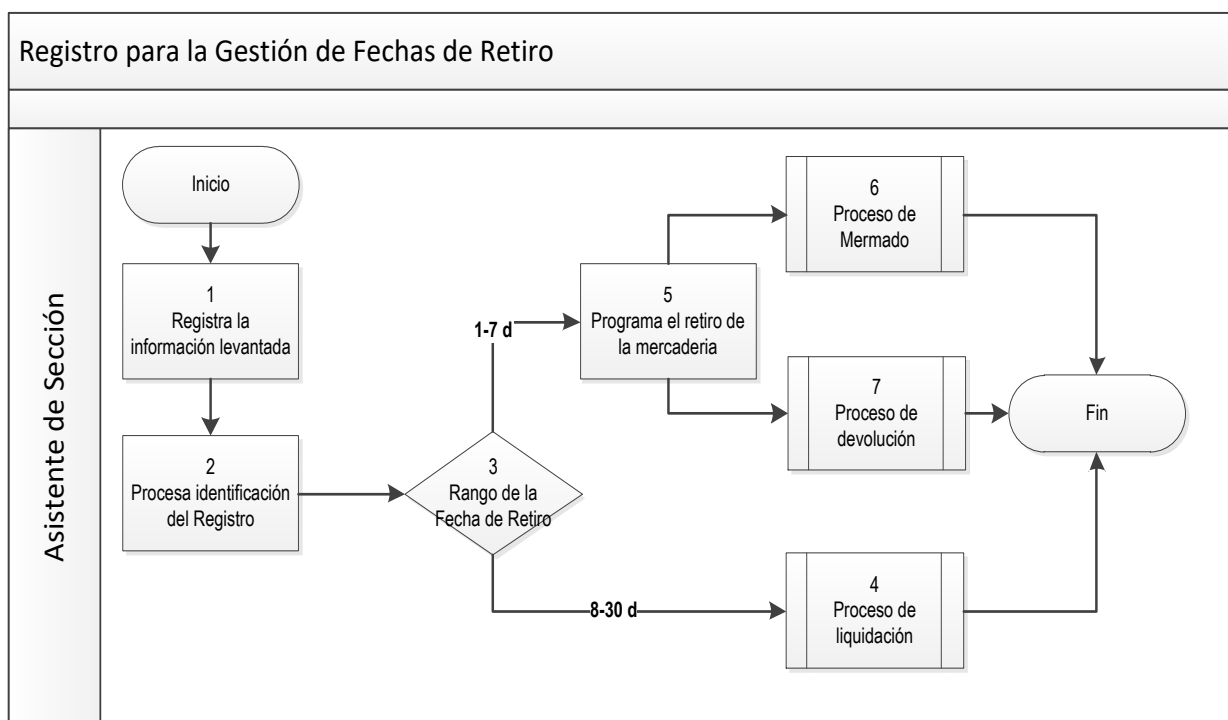 Registro para la Gestión de Fechas de Retiro
Asistente de Sección
Inicio
1
Registra la
información levantada
2
Procesa identificación
del Registro
3
Rango de la
Fecha de Retiro
1-7 d
8-30 d
5
Programa el retiro de
la mercaderia
6
Proceso de
Mermado
7
Proceso de
devolución
4
Proceso de
liquidación
Fin